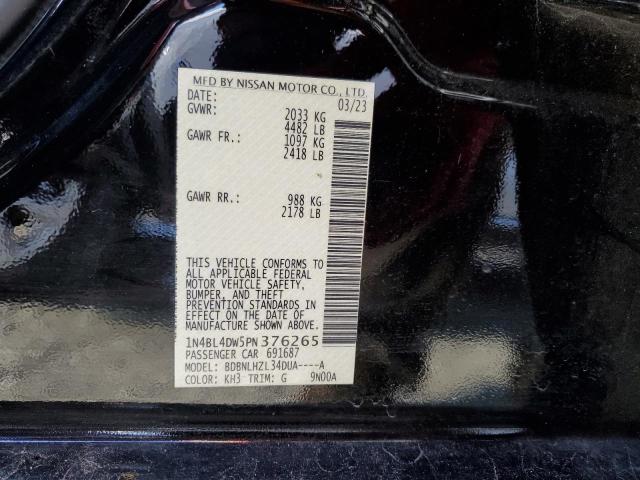 MFD BY NISSAN MOTOR CO., LTD.
DATE: 03/23
GVWR: 2033 KG
4482 LB
GAWR FR.: 1097 KG
2418 LB
GAWR RR.: 988 KG
2178 LB
THIS VEHICLE CONFORMS TO
ALL APPLICABLE FEDERAL
MOTOR VEHICLE SAFETY,
BUMPER, AND THEFT
PREVENTION STANDARDS IN
EFFECT ON THE DATE OF
MANUFACTURE SHOWN ABOVE.
1N4BL4DW5PN376265
PASSENGER CAR 691687
MODEL: BDBNLHZL34DUA----A
COLOR: KH3 TRIM: G 9N00A